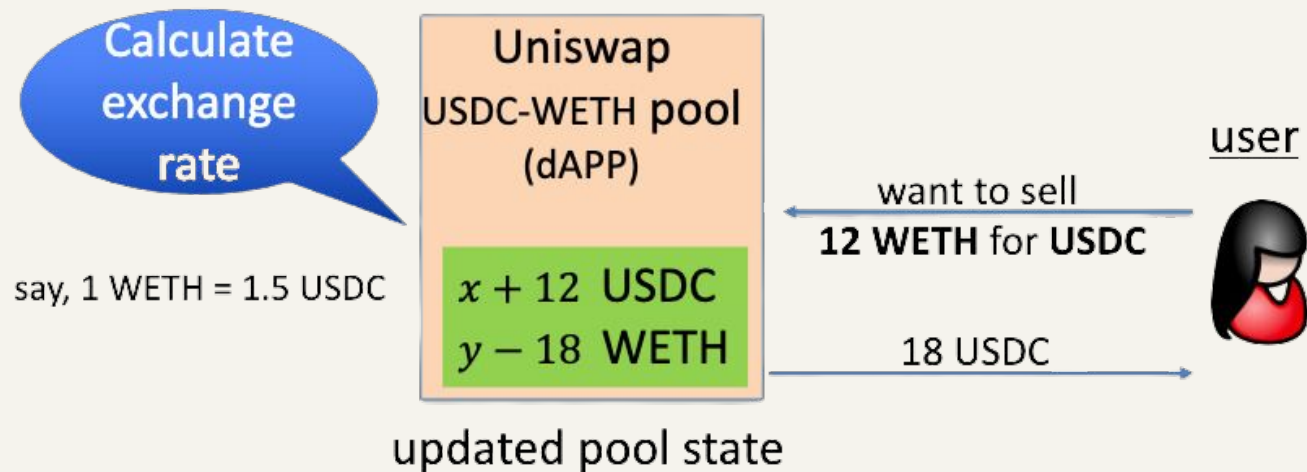 Calculate
exchange
rate
say, 1 WETH = 1.5 USDC
Uniswap
USDC-WETH pool
(dAPP)
x + 12 USDC
y − 18 WETH
updated pool state
user
want to sell
12 WETH for USDC
18 USDC